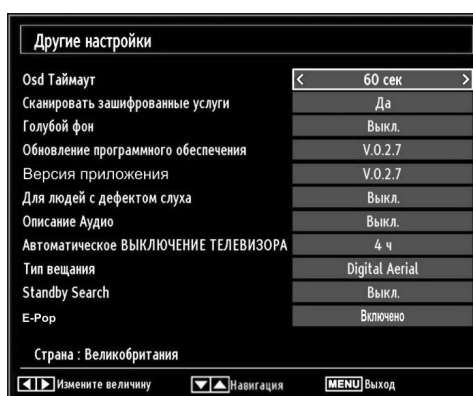 Другие настройки
Osd Таймаут < 60 сек >
Сканировать зашифрованные услуги Да
Голубой фон Выкл.
Обновление программного обеспечения V.0.2.7
Версия приложения V.0.2.7
Для людей с дефектом слуха Выкл.
Описание Аудио Выкл.
Автоматическое ВЫКЛЮЧЕНИЕ ТЕЛЕВИЗОРА 4 ч
Тип вещания Digital Aerial
Standby Search Выкл.
E-Pop Включено
Страна : Великобритания
Измените величину Навигация MENU Выход